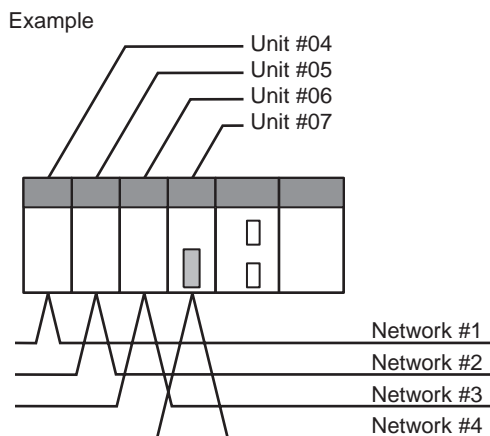 Example
Unit #04
Unit #05
Unit #06
Unit #07
Network #1
Network #2
Network #3
Network #4